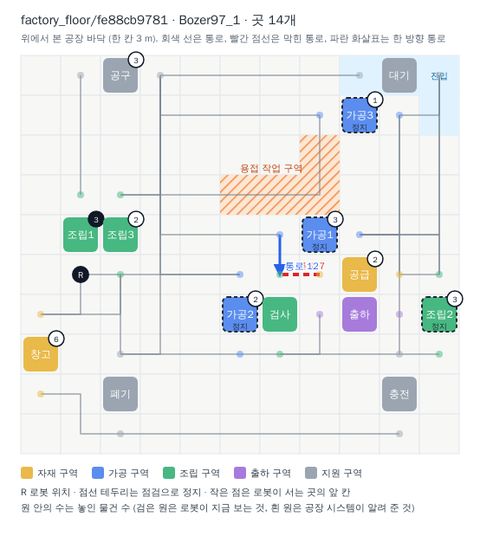 factory_floor/fe88cb9781 · Bozer97_1 · 곳 14개
위에서 본 공장 바닥 (한 칸 3 m). 회색 선은 통로, 빨간 점선은 막힌 통로, 파란 화살표는 한 방향 통로
공구 3
대기
전입
가공3 1
정지
용접 작업 구역
조립1 3
조립3 2
가공1 3
정지
R
통로127
공급 2
가공2 2
정지
검사
출하
조립2 3
정지
창고 6
폐기
충전
자재 구역 가공 구역 조립 구역 출하 구역 지원 구역
R 로봇 위치 · 점선 테두리는 점검으로 정지 · 작은 점은 로봇이 서는 곳의 앞 칸
원 안의 수는 놓인 물건 수 (검은 원은 로봇이 지금 보는 것, 흰 원은 공장 시스템이 알려 준 것)